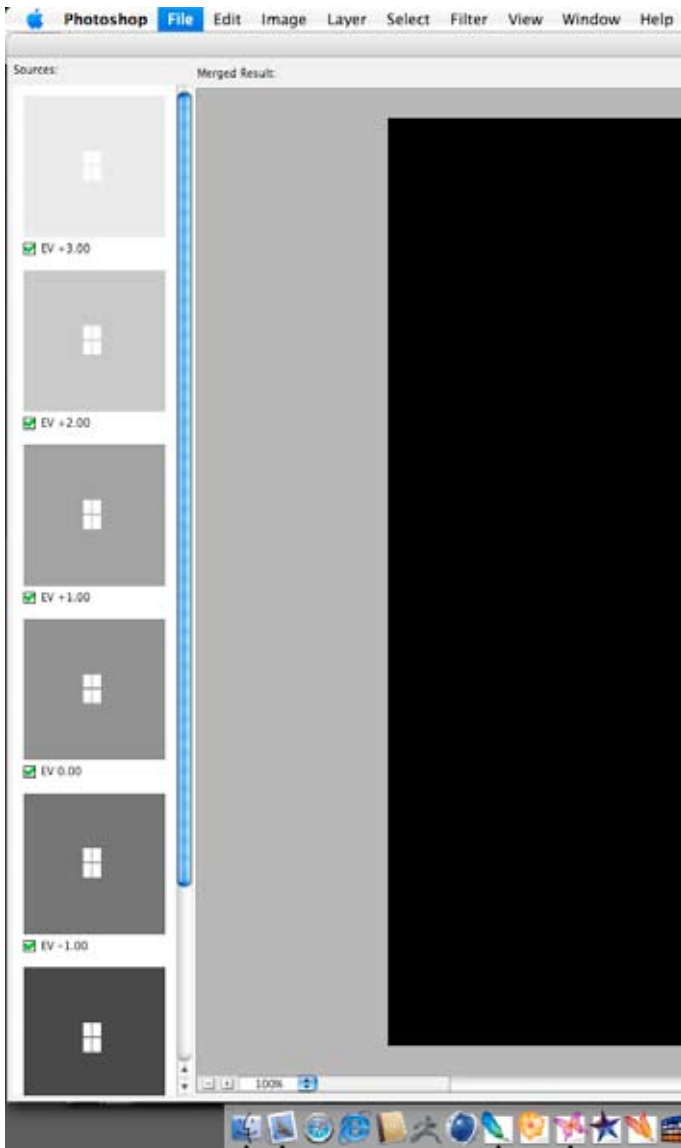 Photoshop File Edit Image Layer Select Filter View Window Help
Sources: Merged Result:
EV +3.00
EV +2.00
EV +1.00
EV 0.00
EV -1.00
100%